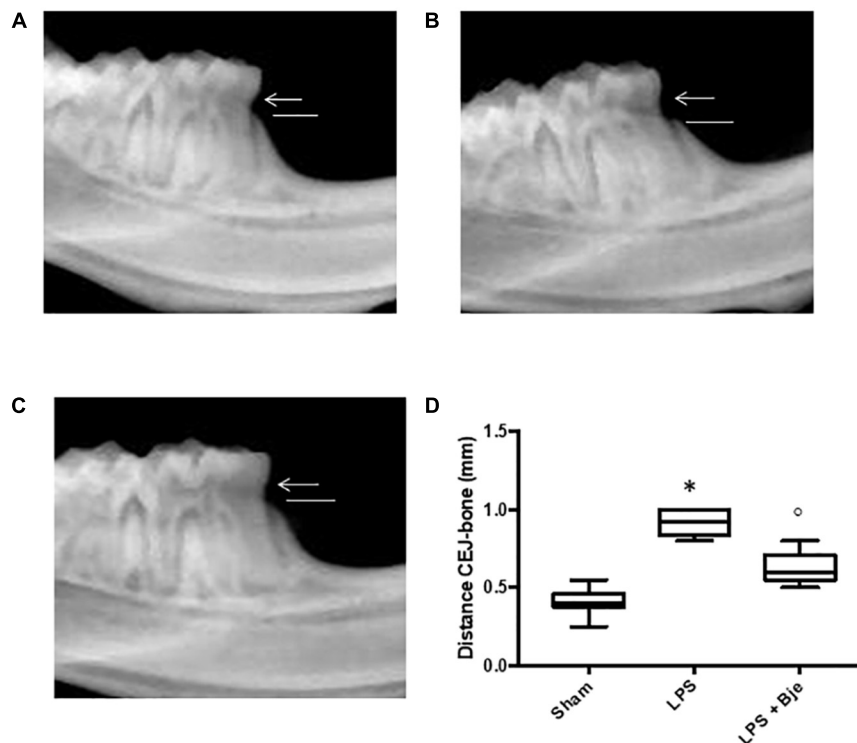 A
B
C
D
Distance CEJ-bone (mm)
1.5
1.0
0.5
0.0
*
Sham
LPS
LPS + Bje